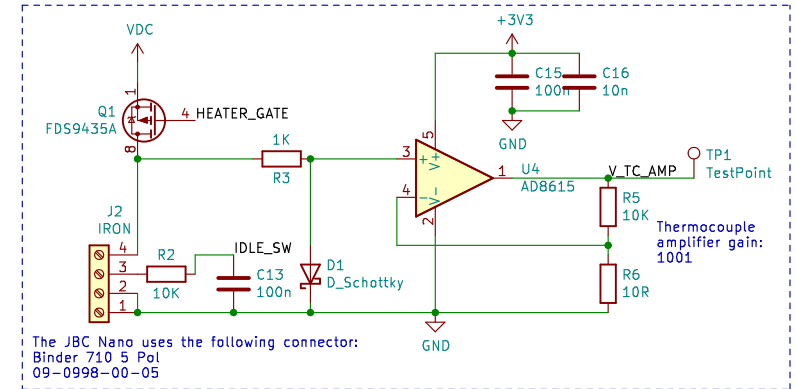 +3V3
VDC
C15
100n
C16
10n
1
Q1
FDS9435A
4
HEATER_GATE
8
GND
1K
R3
5
3
+
V+
U4
AD8615
1
V_TC_AMP
TP1
TestPoint
4
-
V-
2
R5
10K
Thermocouple
amplifier gain:
1001
J2
IRON
4
3
2
1
R2
10K
IDLE_SW
C13
100n
D1
D_Schottky
R6
10R
GND
The JBC Nano uses the following connector:
Binder 710 5 Pol
09-0998-00-05